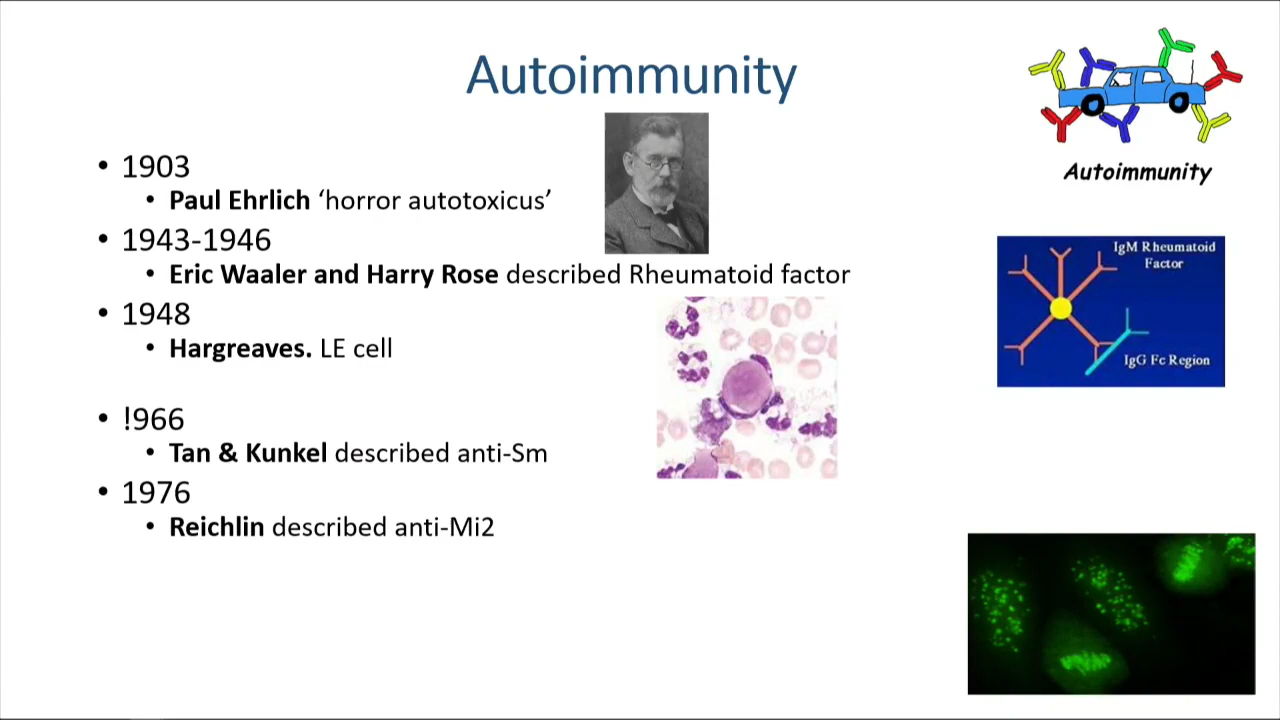 Autoimmunity
• 1903
• Paul Ehrlich ‘horror autotoxicus’
• 1943-1946
• Eric Waaler and Harry Rose described Rheumatoid factor
• 1948
• Hargreaves. LE cell
• !966
• Tan & Kunkel described anti-Sm
• 1976
• Reichlin described anti-Mi2
Autoimmunity
IgM Rheumatoid
Factor
IgG Fc Region